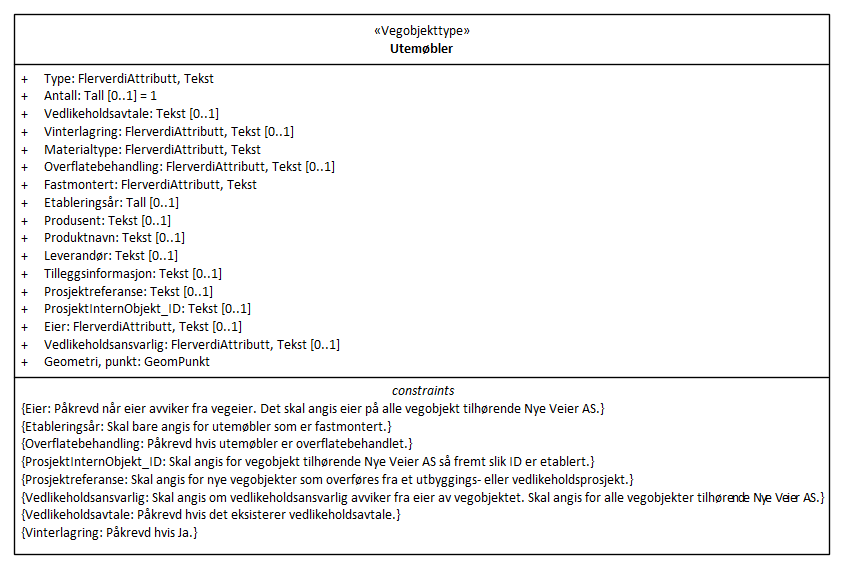 «Vegobjekttype»
Utemøbler
+ Type: FlerverdiAttributt, Tekst
+ Antall: Tall [0..1] = 1
+ Vedlikeholdsavtale: Tekst [0..1]
+ Vinterlagring: FlerverdiAttributt, Tekst [0..1]
+ Materialtype: FlerverdiAttributt, Tekst
+ Overflatebehandling: FlerverdiAttributt, Tekst [0..1]
+ Fastmontert: FlerverdiAttributt, Tekst
+ Etableringsår: Tall [0..1]
+ Produsent: Tekst [0..1]
+ Produktnavn: Tekst [0..1]
+ Leverandør: Tekst [0..1]
+ Tilleggsinformasjon: Tekst [0..1]
+ Prosjektreferanse: Tekst [0..1]
+ ProsjektInternObjekt_ID: Tekst [0..1]
+ Eier: FlerverdiAttributt, Tekst [0..1]
+ Vedlikeholdsansvarlig: FlerverdiAttributt, Tekst [0..1]
+ Geometri, punkt: GeomPunkt
constraints
{Eier: Påkrevd når eier avviker fra vegeier. Det skal angis eier på alle vegobjekt tilhørende Nye Veier AS.}
{Etableringsår: Skal bare angis for utemøbler som er fastmontert.}
{Overflatebehandling: Påkrevd hvis utemøbler er overflatebehandlet.}
{ProsjektInternObjekt_ID: Skal angis for vegobjekt tilhørende Nye Veier AS så fremt slik ID er etablert.}
{Prosjektreferanse: Skal angis for nye vegobjekter som overføres fra et utbyggings- eller vedlikeholdsprosjekt.}
{Vedlikeholdsansvarlig: Skal angis om vedlikeholdsansvarlig avviker fra eier av vegobjektet. Skal angis for alle vegobjekter tilhørende Nye Veier AS.}
{Vedlikeholdsavtale: Påkrevd hvis det eksisterer vedlikeholdsavtale.}
{Vinterlagring: Påkrevd hvis Ja.}